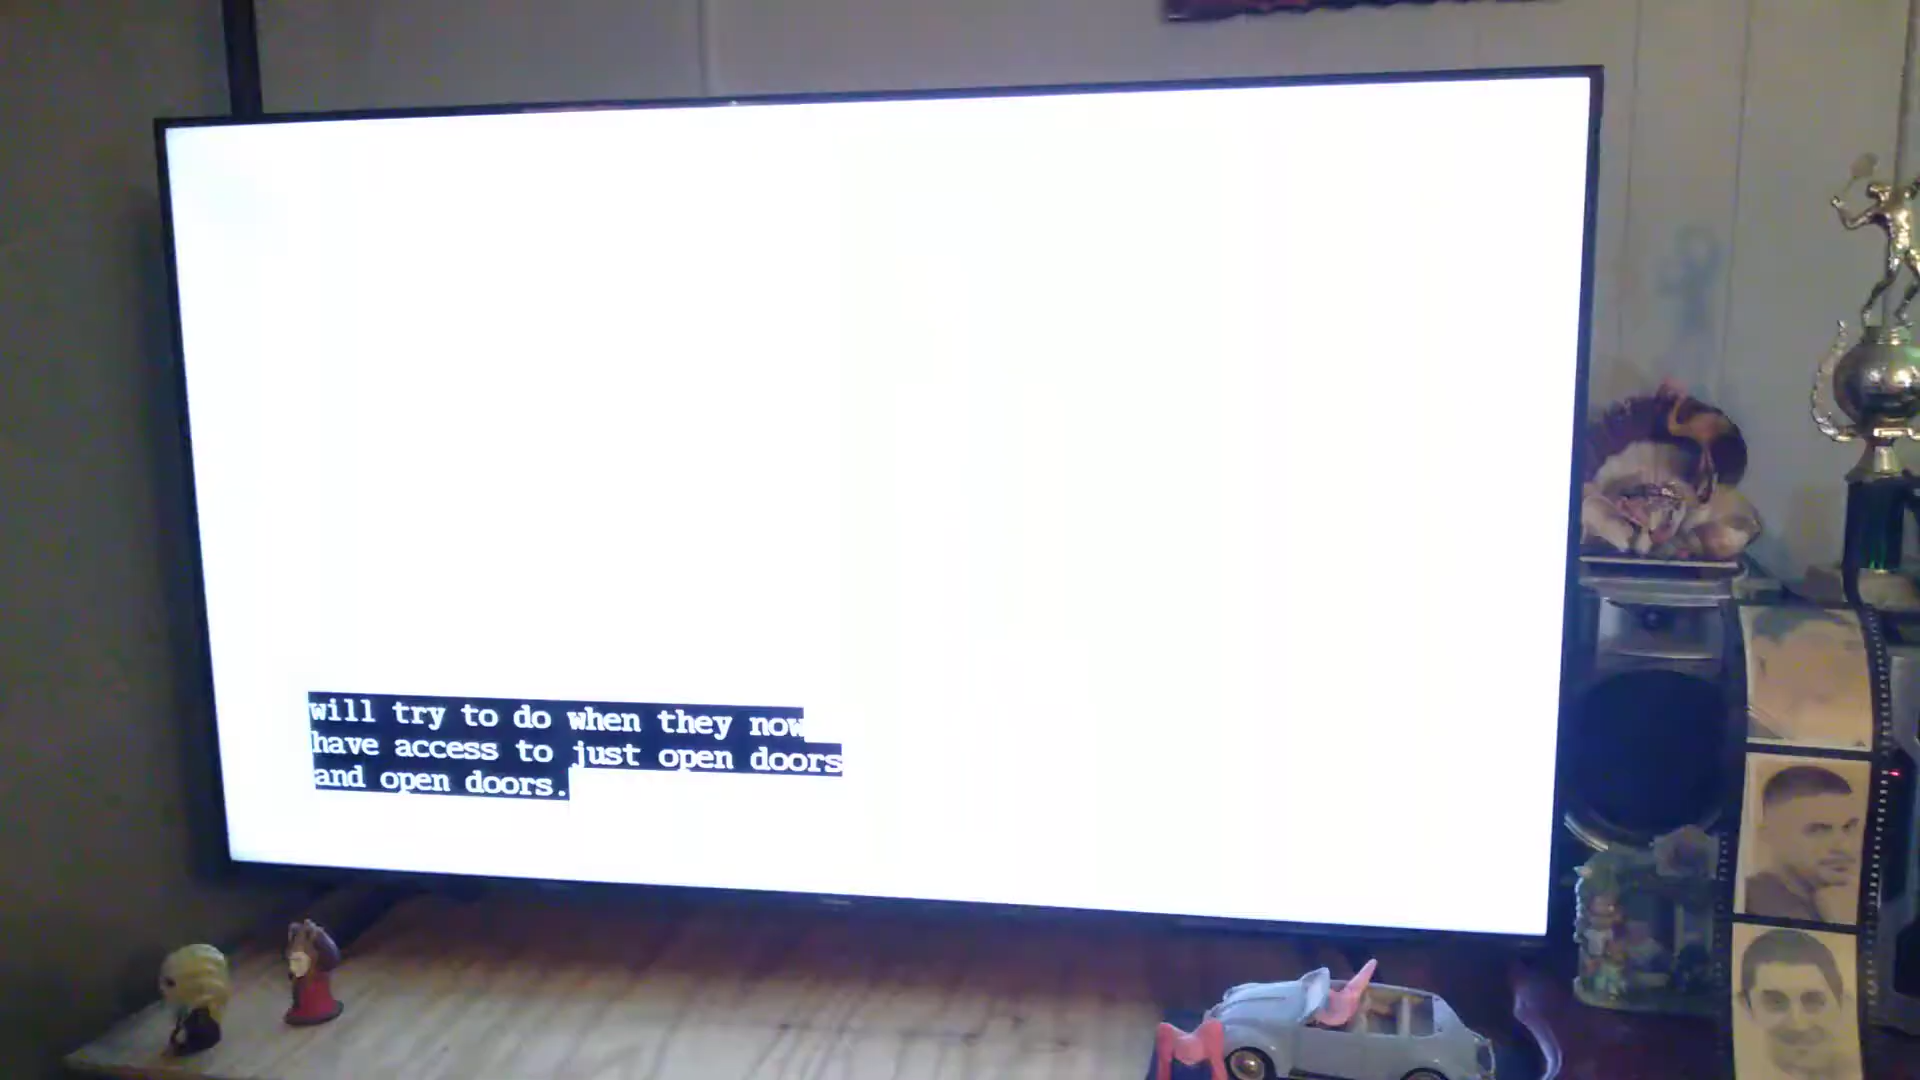 will try to do when they now
have access to just open doors
and open doors.